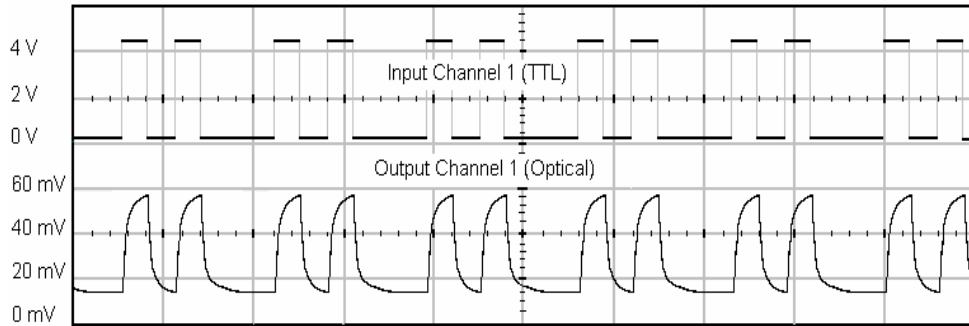 4 V
Input Channel 1 (TTL)
2 V
0 V
Output Channel 1 (Optical)
60 mV
40 mV
20 mV
0 mV